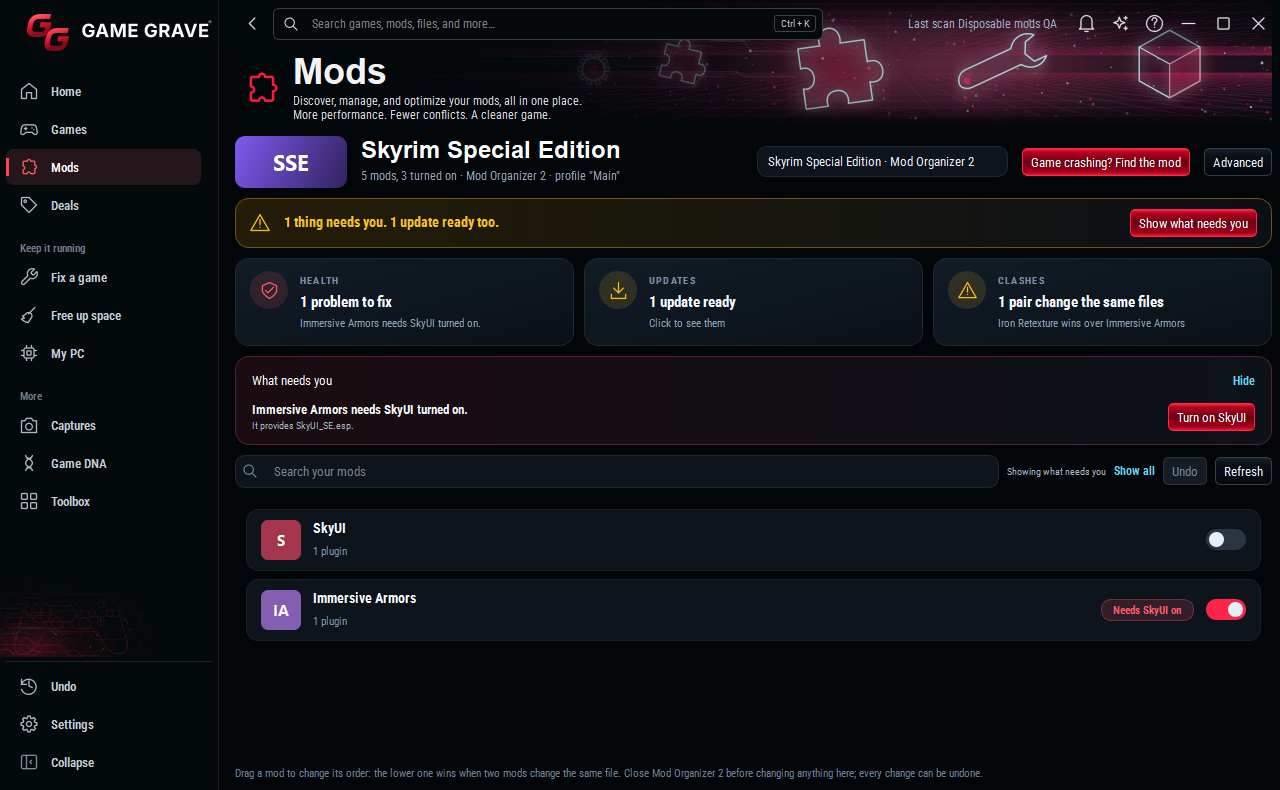 GAME GRAVE
Search games, mods, files, and more...
Ctrl + K
Last scan Disposable mods QA
Mods
Discover, manage, and optimize your mods, all in one place.
More performance. Fewer conflicts. A cleaner game.
Home
Games
Mods
Deals
Keep it running
Fix a game
Free up space
My PC
More
Captures
Game DNA
Toolbox
Undo
Settings
Collapse
SSE
Skyrim Special Edition
5 mods, 3 turned on · Mod Organizer 2 · profile "Main"
Skyrim Special Edition · Mod Organizer 2
Game crashing? Find the mod
Advanced
1 thing needs you. 1 update ready too.
Show what needs you
HEALTH
1 problem to fix
Immersive Armors needs SkyUI turned on.
UPDATES
1 update ready
Click to see them
CLASHES
1 pair change the same files
Iron Retexture wins over Immersive Armors
What needs you
Hide
Immersive Armors needs SkyUI turned on.
It provides SkyUI_SE.esp.
Turn on SkyUI
Search your mods
Showing what needs you
Show all
Undo
Refresh
S
SkyUI
1 plugin
IA
Immersive Armors
1 plugin
Needs SkyUI on
Drag a mod to change its order: the lower one wins when two mods change the same file. Close Mod Organizer 2 before changing anything here; every change can be undone.